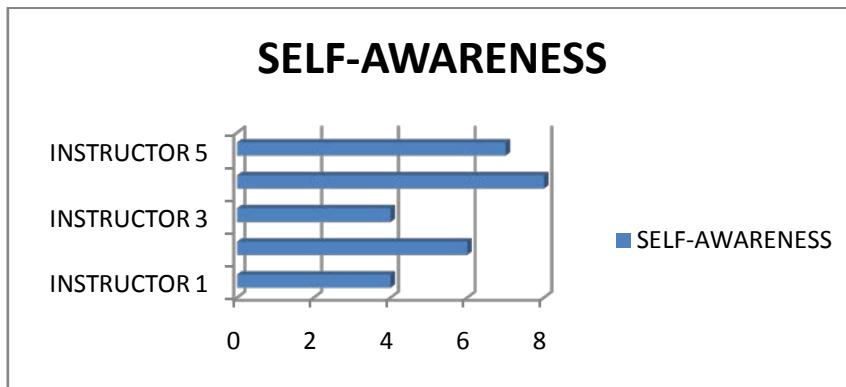 SELF-AWARENESS
INSTRUCTOR 5
INSTRUCTOR 3
INSTRUCTOR 1
0 2 4 6 8
SELF-AWARENESS